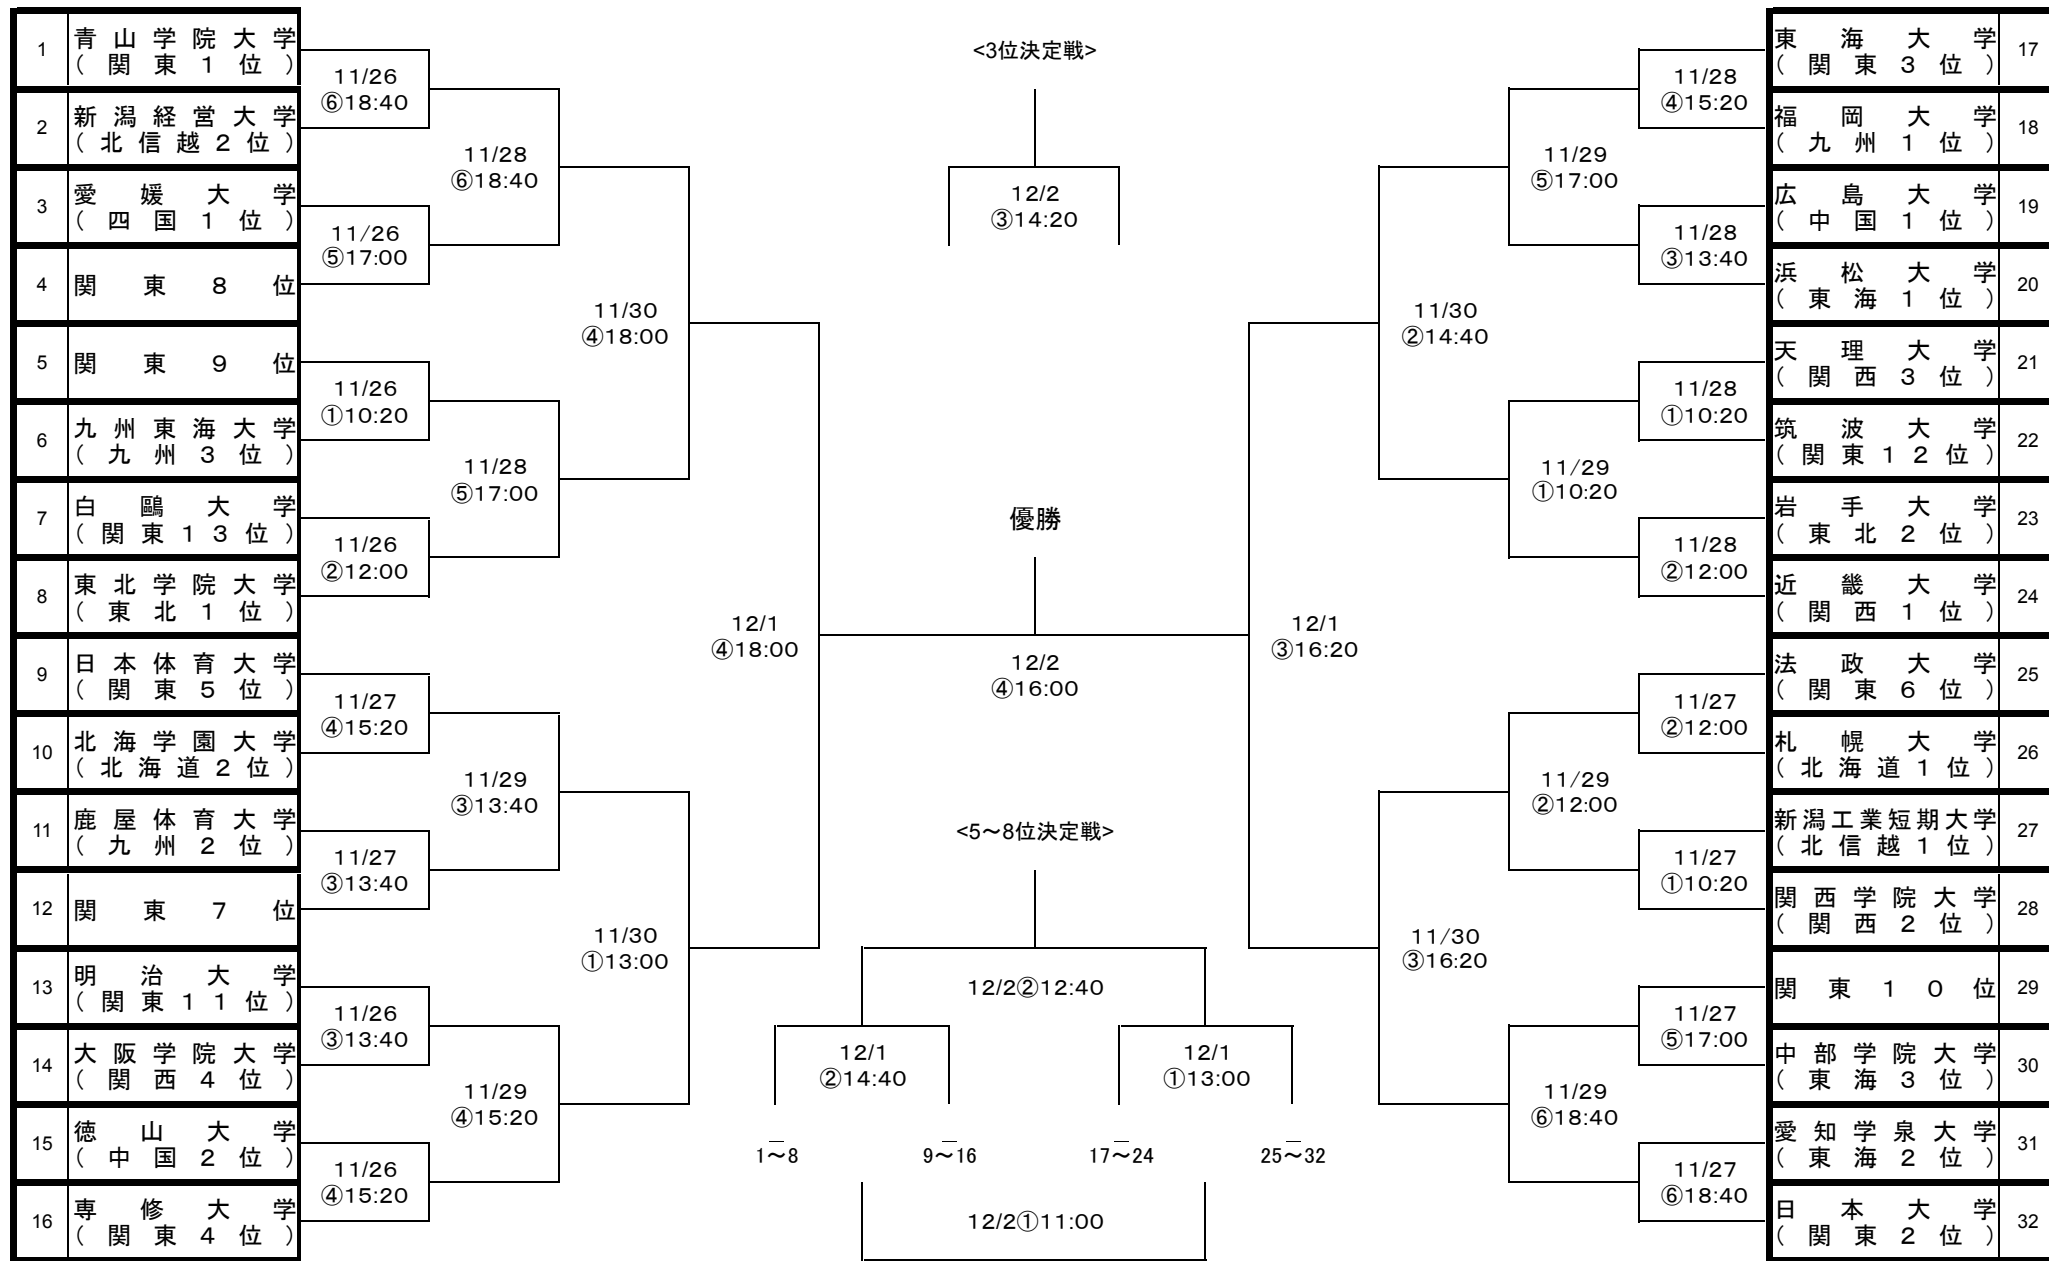 1 青山学院大学
(関東1位)
2 新潟経営大学
(北信越2位)
3 愛媛大学
(四国1位)
4 関東8位
5 関東9位
6 九州東海大学
(九州3位)
7 白鷗大学
(関東13位)
8 東北学院大学
(東北1位)
9 日本体育大学
(関東5位)
10 北海学園大学
(北海道2位)
11 鹿屋体育大学
(九州2位)
12 関東7位
13 明治大学
(関東11位)
14 大阪学院大学
(関西4位)
15 徳山大学
(中国2位)
16 専修大学
(関東4位)
11/26
⑥18:40
11/26
⑤17:00
11/26
①10:20
11/26
②12:00
11/27
④15:20
11/27
③13:40
11/26
③13:40
11/26
④15:20
11/28
⑥18:40
11/28
⑤17:00
11/29
③13:40
11/29
④15:20
11/30
④18:00
11/30
①13:00
12/1
④18:00
<3位決定戦>
12/2
③14:20
優勝
12/2
④16:00
<5～8位決定戦>
12/2②12:40
12/1
②14:40
12/1
①13:00
1～8
9～16
17～24
25～32
12/2①11:00
12/1
③16:20
11/30
②14:40
11/30
③16:20
11/29
⑤17:00
11/29
①10:20
11/29
②12:00
11/29
⑥18:40
11/28
④15:20
11/28
③13:40
11/28
①10:20
11/28
②12:00
11/27
②12:00
11/27
①10:20
11/27
⑤17:00
11/27
⑥18:40
東海大学 17
(関東3位)
福岡大学 18
(九州1位)
広島大学 19
(中国1位)
浜松大学 20
(東海1位)
天理大学 21
(関西3位)
筑波大学 22
(関東12位)
岩手大学 23
(東北2位)
近畿大学 24
(関西1位)
法政大学 25
(関東6位)
札幌大学 26
(北海道1位)
新潟工業短期大学 27
(北信越1位)
関西学院大学 28
(関西2位)
関東10位 29
中部学院大学 30
(東海3位)
愛知学泉大学 31
(東海2位)
日本大学 32
(関東2位)